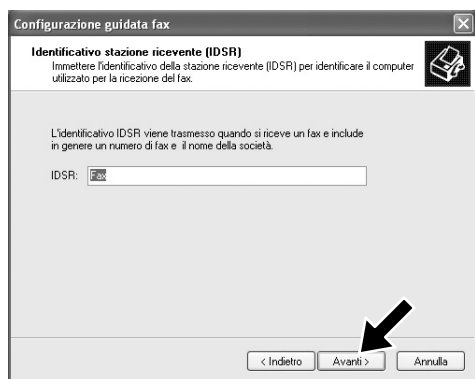 Configurazione guidata fax
Identificativo stazione ricevente (IDSR)
Immettere l'identificativo della stazione ricevente (IDSR) per identificare il computer
utilizzato per la ricezione del fax.
L'identificativo IDSR viene trasmesso quando si riceve un fax e include
in genere un numero di fax e il nome della società.
IDSR: Fax
< Indietro Avanti > Annulla